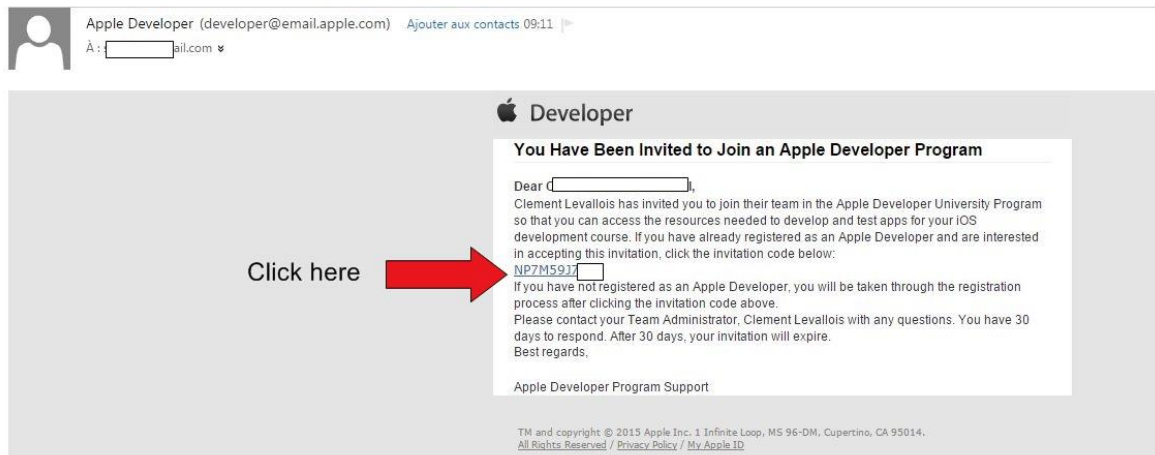 Apple Developer (developer@email.apple.com) Ajouter aux contacts 09:11
À : ail.com
Developer
You Have Been Invited to Join an Apple Developer Program
Dear
Clement Levallois has invited you to join their team in the Apple Developer University Program
so that you can access the resources needed to develop and test apps for your iOS
development course. If you have already registered as an Apple Developer and are interested
in accepting this invitation, click the invitation code below:
Click here
NP7M59J7
If you have not registered as an Apple Developer, you will be taken through the registration
process after clicking the invitation code above.
Please contact your Team Administrator, Clement Levallois with any questions. You have 30
days to respond. After 30 days, your invitation will expire.
Best regards,
Apple Developer Program Support
TM and copyright © 2015 Apple Inc. 1 Infinite Loop, MS 96-DM, Cupertino, CA 95014.
All Rights Reserved / Privacy Policy / My Apple ID